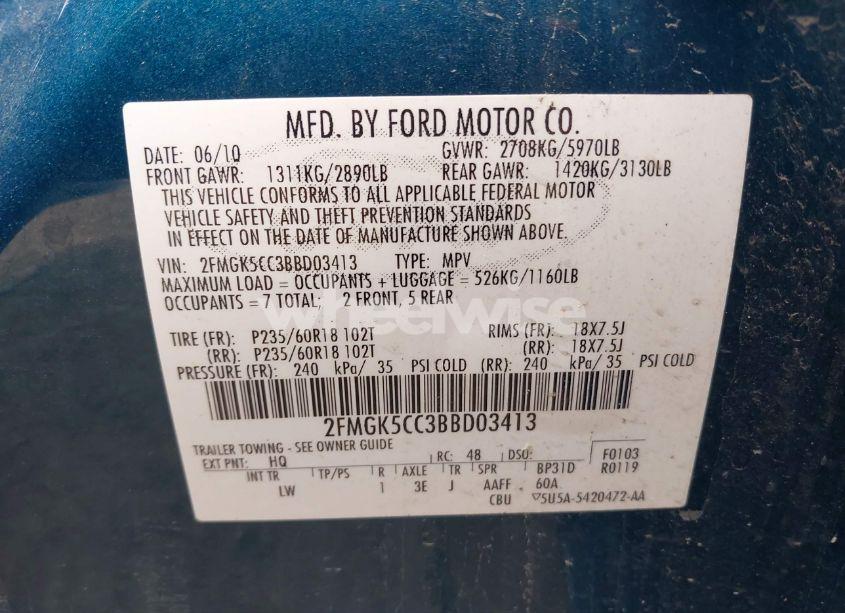 MFD. BY FORD MOTOR CO.
DATE: 06/10 GVWR: 2708KG/5970LB
FRONT GAWR: 1311KG/2890LB REAR GAWR: 1420KG/3130LB
THIS VEHICLE CONFORMS TO ALL APPLICABLE FEDERAL MOTOR
VEHICLE SAFETY AND THEFT PREVENTION STANDARDS
IN EFFECT ON THE DATE OF MANUFACTURE SHOWN ABOVE.
VIN: 2FMGK5CC3BBD03413 TYPE: MPV
MAXIMUM LOAD = OCCUPANTS + LUGGAGE = 526KG/1160LB
OCCUPANTS = 7 TOTAL; 2 FRONT, 5 REAR
wheelwise
TIRE (FR): P235/60R18 102T RIMS (FR): 18X7.5J
(RR): P235/60R18 102T (RR): 18X7.5J
PRESSURE (FR): 240 kPa/ 35 PSI COLD (RR): 240 kPa/ 35 PSI COLD
2FMGK5CC3BBD03413
TRAILER TOWING - SEE OWNER GUIDE
EXT PNT: HQ RC: 48 DSO: F0103
INT TR TP/PS R AXLE TR SPR BP31D R0119
LW 1 3E J AAFF 60A
CBU ▽5U5A-5420472-AA